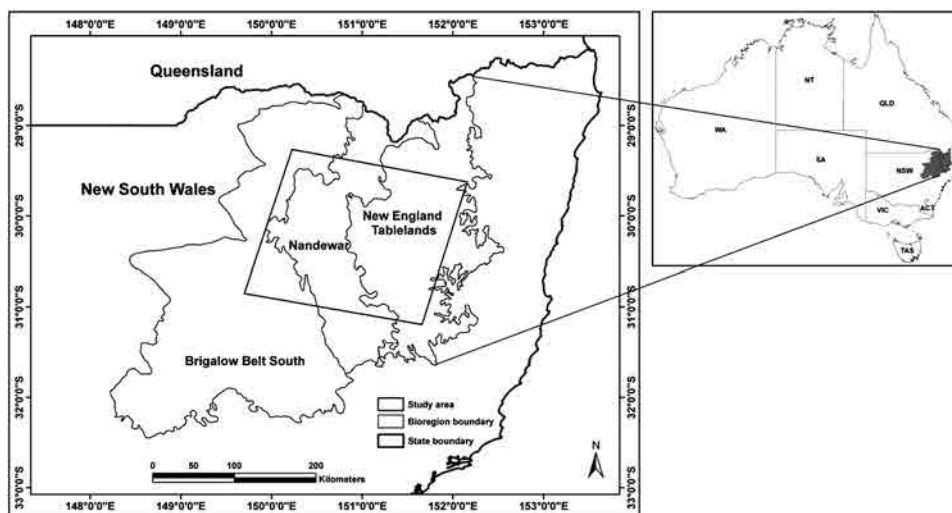 148°0'0"E 149°0'0"E 150°0'0"E 151°0'0"E 152°0'0"E 153°0'0"E
Queensland
29°0'0"S
29°0'0"S
New South Wales
30°0'0"S
30°0'0"S
New England
Tablelands
Nandewar
31°0'0"S
31°0'0"S
Brigalow Belt South
32°0'0"S
32°0'0"S
Study area
Bioregion boundary
State boundary
N
0 50 100 200
Kilometers
33°0'0"S
33°0'0"S
148°0'0"E 149°0'0"E 150°0'0"E 151°0'0"E 152°0'0"E 153°0'0"E
NT
QLD
WA
SA
NSW
VIC
ACT
TAS